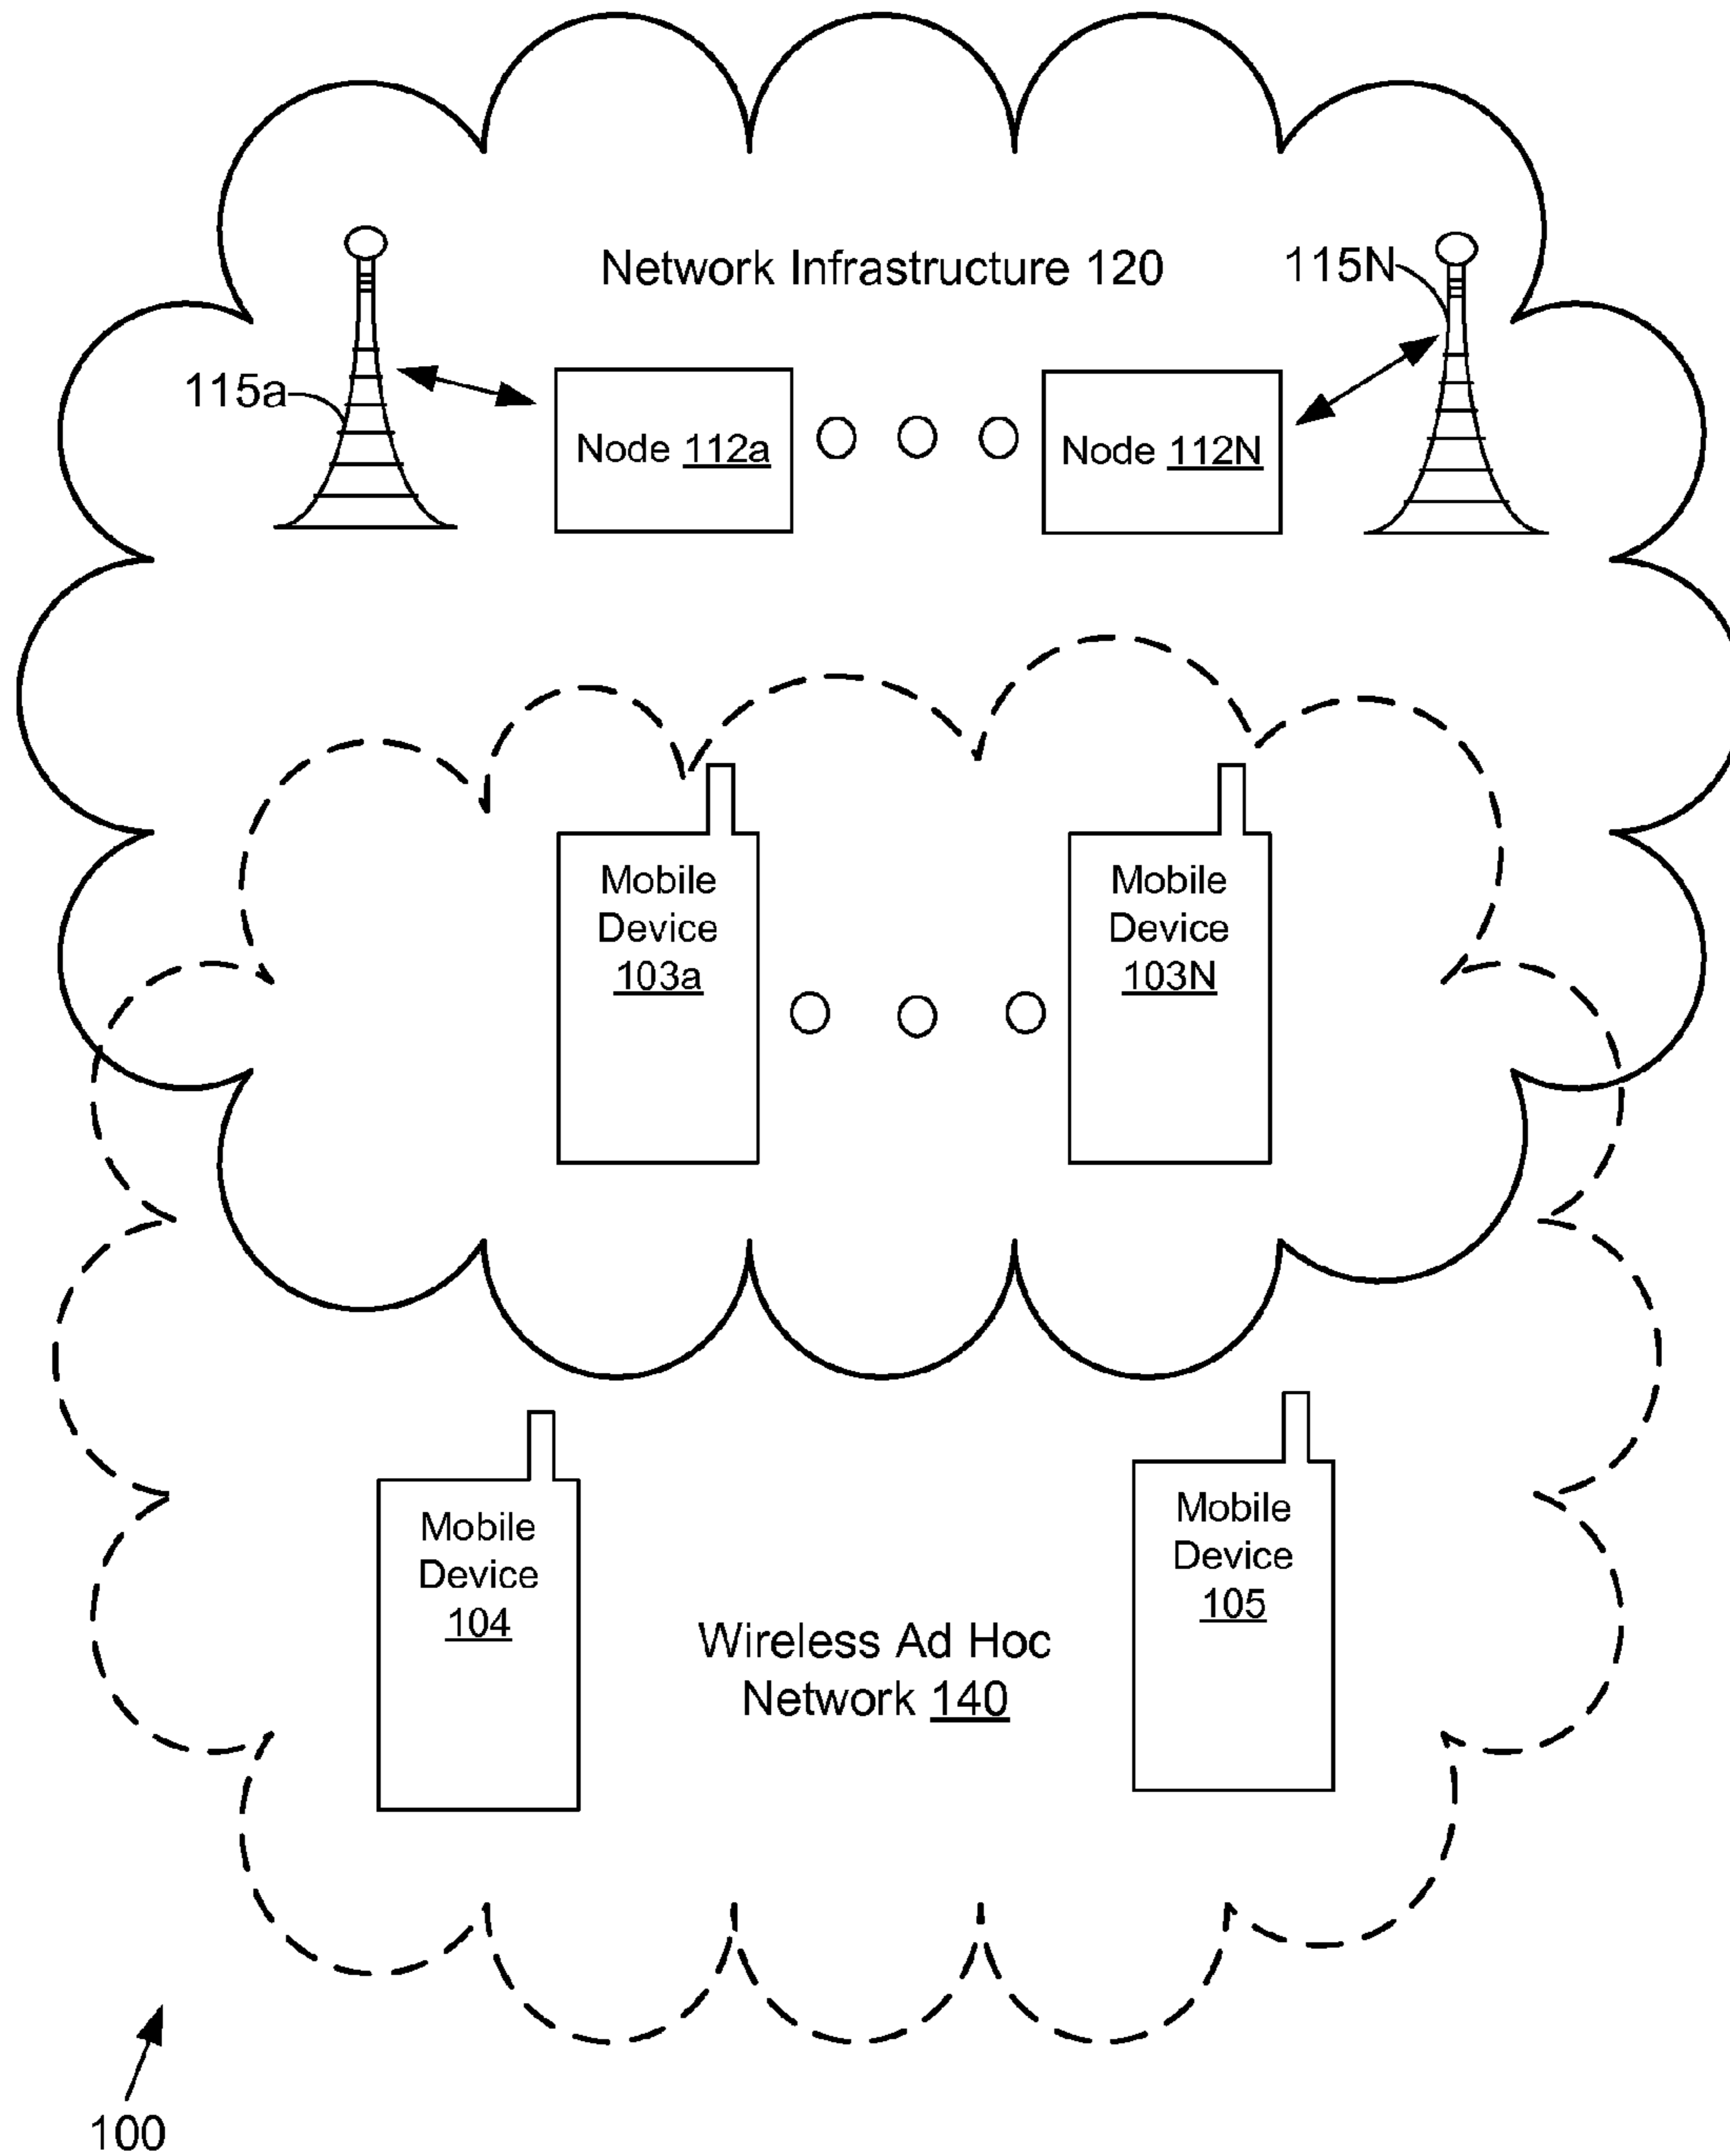 Network Infrastructure 120
115N
115a
Node 112a
Node 112N
Mobile
Device
103a
Mobile
Device
103N
Mobile
Device
104
Mobile
Device
105
Wireless Ad Hoc
Network 140
100